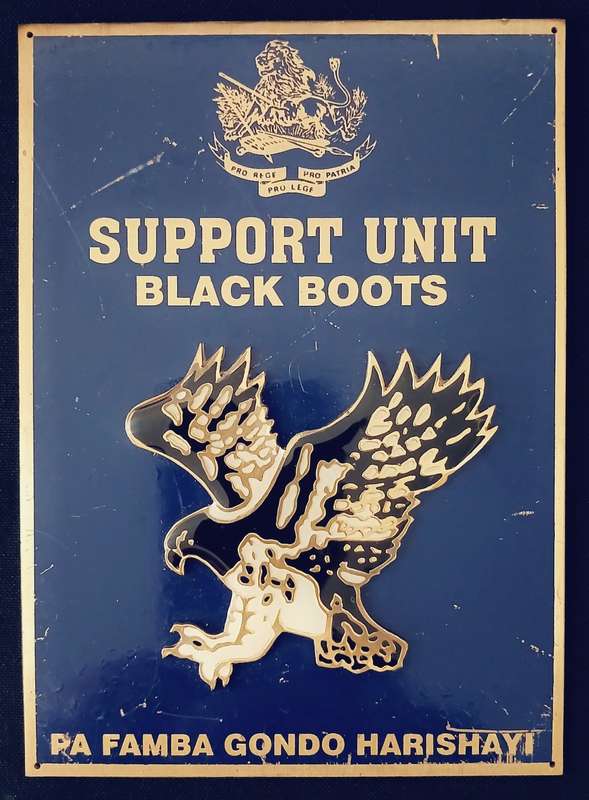 PRO REGE PRO PATRIA
PRO LEGE
SUPPORT UNIT
BLACK BOOTS
PA FAMBA GONDO HARISHAYI